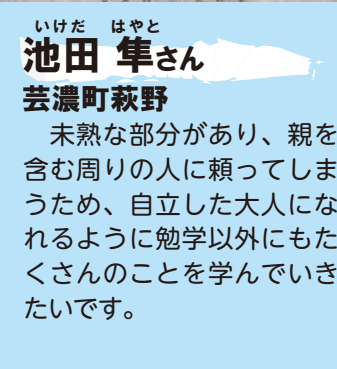 いけだ はやと
池田 隼さん
芸濃町萩野
未熟な部分があり、親を
含む周りの人に頼ってしま
うため、自立した大人にな
れるように勉学以外にもた
くさんのことを学んでいき
たいです。